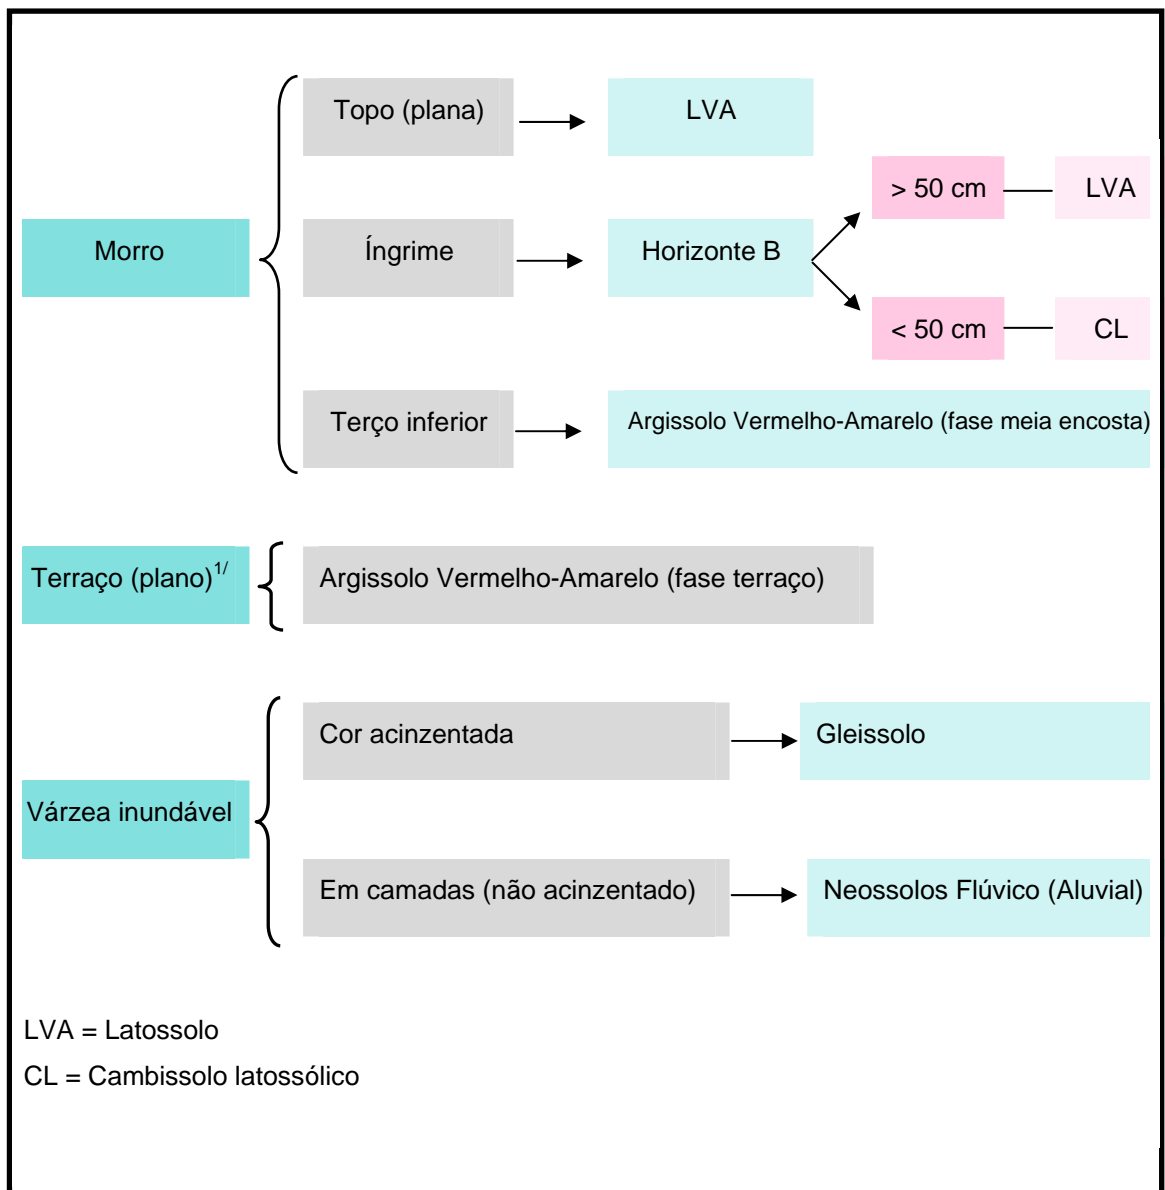 Topo (plana)
LVA
> 50 cm
LVA
Morro
Íngrime
Horizonte B
< 50 cm
CL
Terço inferior
Argissolo Vermelho-Amarelo (fase meia encosta)
Terraço (plano)1/
Argissolo Vermelho-Amarelo (fase terraço)
Cor acinzentada
Gleissolo
Várzea inundável
Em camadas (não acinzentado)
Neossolos Flúvico (Aluvial)
LVA = Latossolo
CL = Cambissolo latossólico